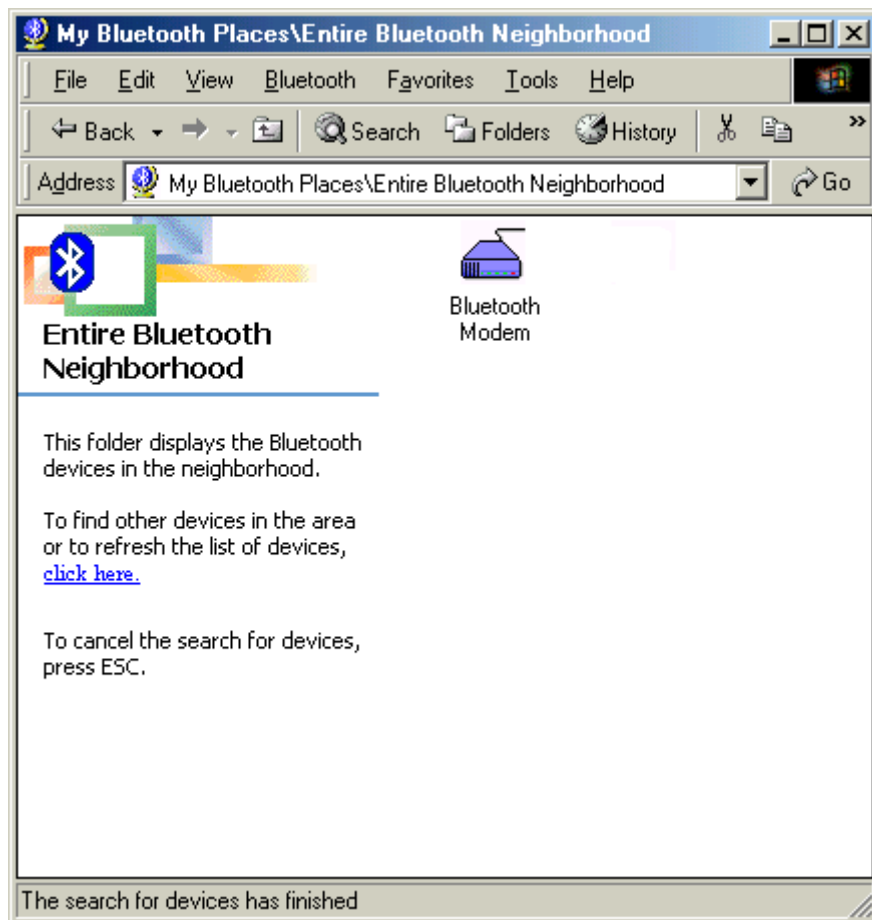 My Bluetooth Places\Entire Bluetooth Neighborhood
File Edit View Bluetooth Favorites Tools Help
Back Search Folders History »
Address My Bluetooth Places\Entire Bluetooth Neighborhood Go
Bluetooth
Modem
Entire Bluetooth
Neighborhood
This folder displays the Bluetooth
devices in the neighborhood.
To find other devices in the area
or to refresh the list of devices,
click here.
To cancel the search for devices,
press ESC.
The search for devices has finished